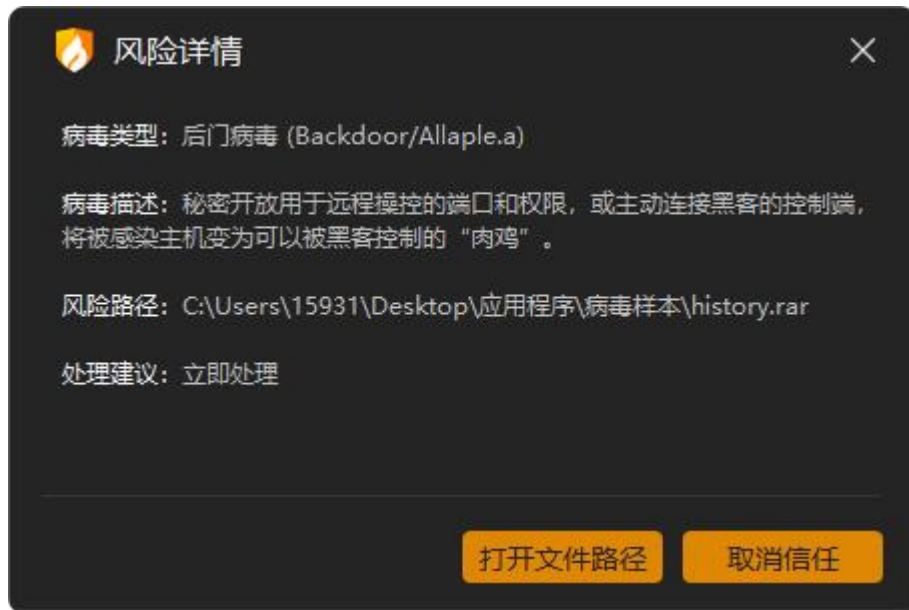 风险详情
病毒类型：后门病毒 (Backdoor/Allaple.a)
病毒描述：秘密开放用于远程操控的端口和权限，或主动连接黑客的控制端，
将被感染主机变为可以被黑客控制的“肉鸡”。
风险路径：C:\Users\15931\Desktop\应用程序\病毒样本\history.rar
处理建议：立即处理
打开文件路径 取消信任